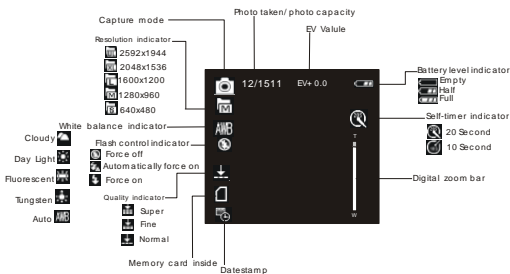 Photo taken/ photo capacity
Capture mode
EV Valule
Resolution indicator
2592x1944
2048x1536
1600x1200
1280x960
640x480
12/1511
EV+ 0.0
Battery level indicator
Empty
Half
Full
White balance indicator
AWB
Self-timer indicator
20 Second
10 Second
Cloudy
Day Light
Fluorescent
Tungsten
Auto AWB
Flash control indicator
Force off
Automatically force on
Force on
T
Digital zoom bar
W
Quality indicator
Super
Fine
Normal
Memory card inside
Datestamp